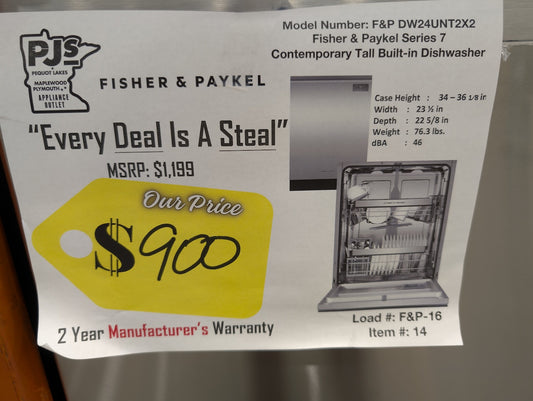 Model Number: F&P DW24UNT2X2
Fisher & Paykel Series 7
Contemporary Tall Built-in Dishwasher
PJS
• PEQUOT LAKES
MAPLEWOOD
PLYMOUTH • •
APPLIANCE
OUTLET
FISHER & PAYKEL
Case Height : 34 – 36 1/8 in
Width : 23 ½ in
Depth : 22 5/8 in
Weight : 76.3 lbs.
dBA : 46
"Every Deal Is A Steal"
MSRP: $1,199
Our Price
$900
2 Year Manufacturer's Warranty
Load #: F&P-16
Item #: 14